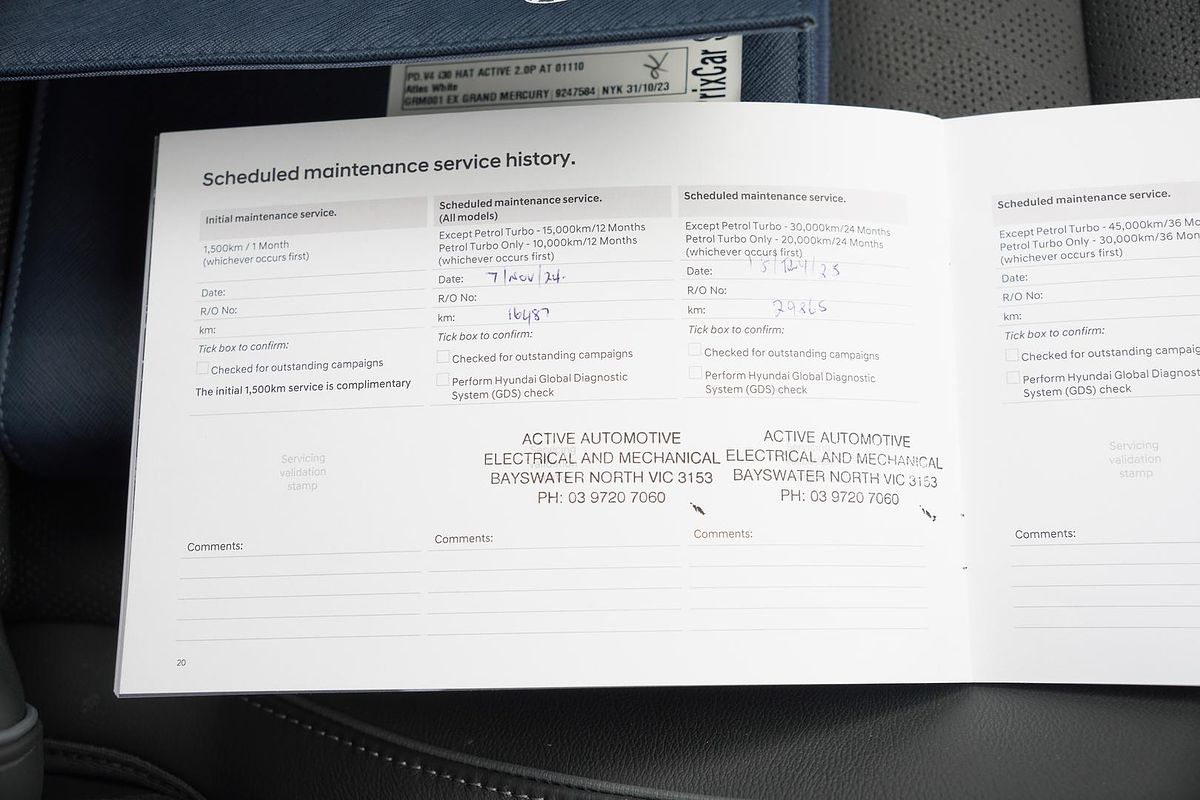 PD.V4 i30 HAT ACTIVE 2.0P AT 01110
Atlas White
GRM001 EX GRAND MERCURY 9247584 NYK 31/10/23
rixCar S
Scheduled maintenance service history.
Initial maintenance service.
1,500km / 1 Month
(whichever occurs first)
Date:
R/O No:
km:
Tick box to confirm:
Checked for outstanding campaigns
The initial 1,500km service is complimentary
Servicing
validation
stamp
Comments:
Scheduled maintenance service.
(All models)
Except Petrol Turbo - 15,000km/12 Months
Petrol Turbo Only - 10,000km/12 Months
(whichever occurs first)
Date: 7/Nov/24.
R/O No:
km: 16487
Tick box to confirm:
Checked for outstanding campaigns
Perform Hyundai Global Diagnostic
System (GDS) check
ACTIVE AUTOMOTIVE
ELECTRICAL AND MECHANICAL
BAYSWATER NORTH VIC 3153
PH: 03 9720 7060
Comments:
Scheduled maintenance service.
Except Petrol Turbo - 30,000km/24 Months
Petrol Turbo Only - 20,000km/24 Months
(whichever occurs first)
Date:
R/O No:
km: 29865
Tick box to confirm:
Checked for outstanding campaigns
Perform Hyundai Global Diagnostic
System (GDS) check
ACTIVE AUTOMOTIVE
ELECTRICAL AND MECHANICAL
BAYSWATER NORTH VIC 3153
PH: 03 9720 7060
Comments:
20
Scheduled maintenance service.
Except Petrol Turbo - 45,000km/36 Mo
Petrol Turbo Only - 30,000km/36 Mon
(whichever occurs first)
Date:
R/O No:
km:
Tick box to confirm:
Checked for outstanding campaig
Perform Hyundai Global Diagnost
System (GDS) check
Servicing
validation
stamp
Comments: